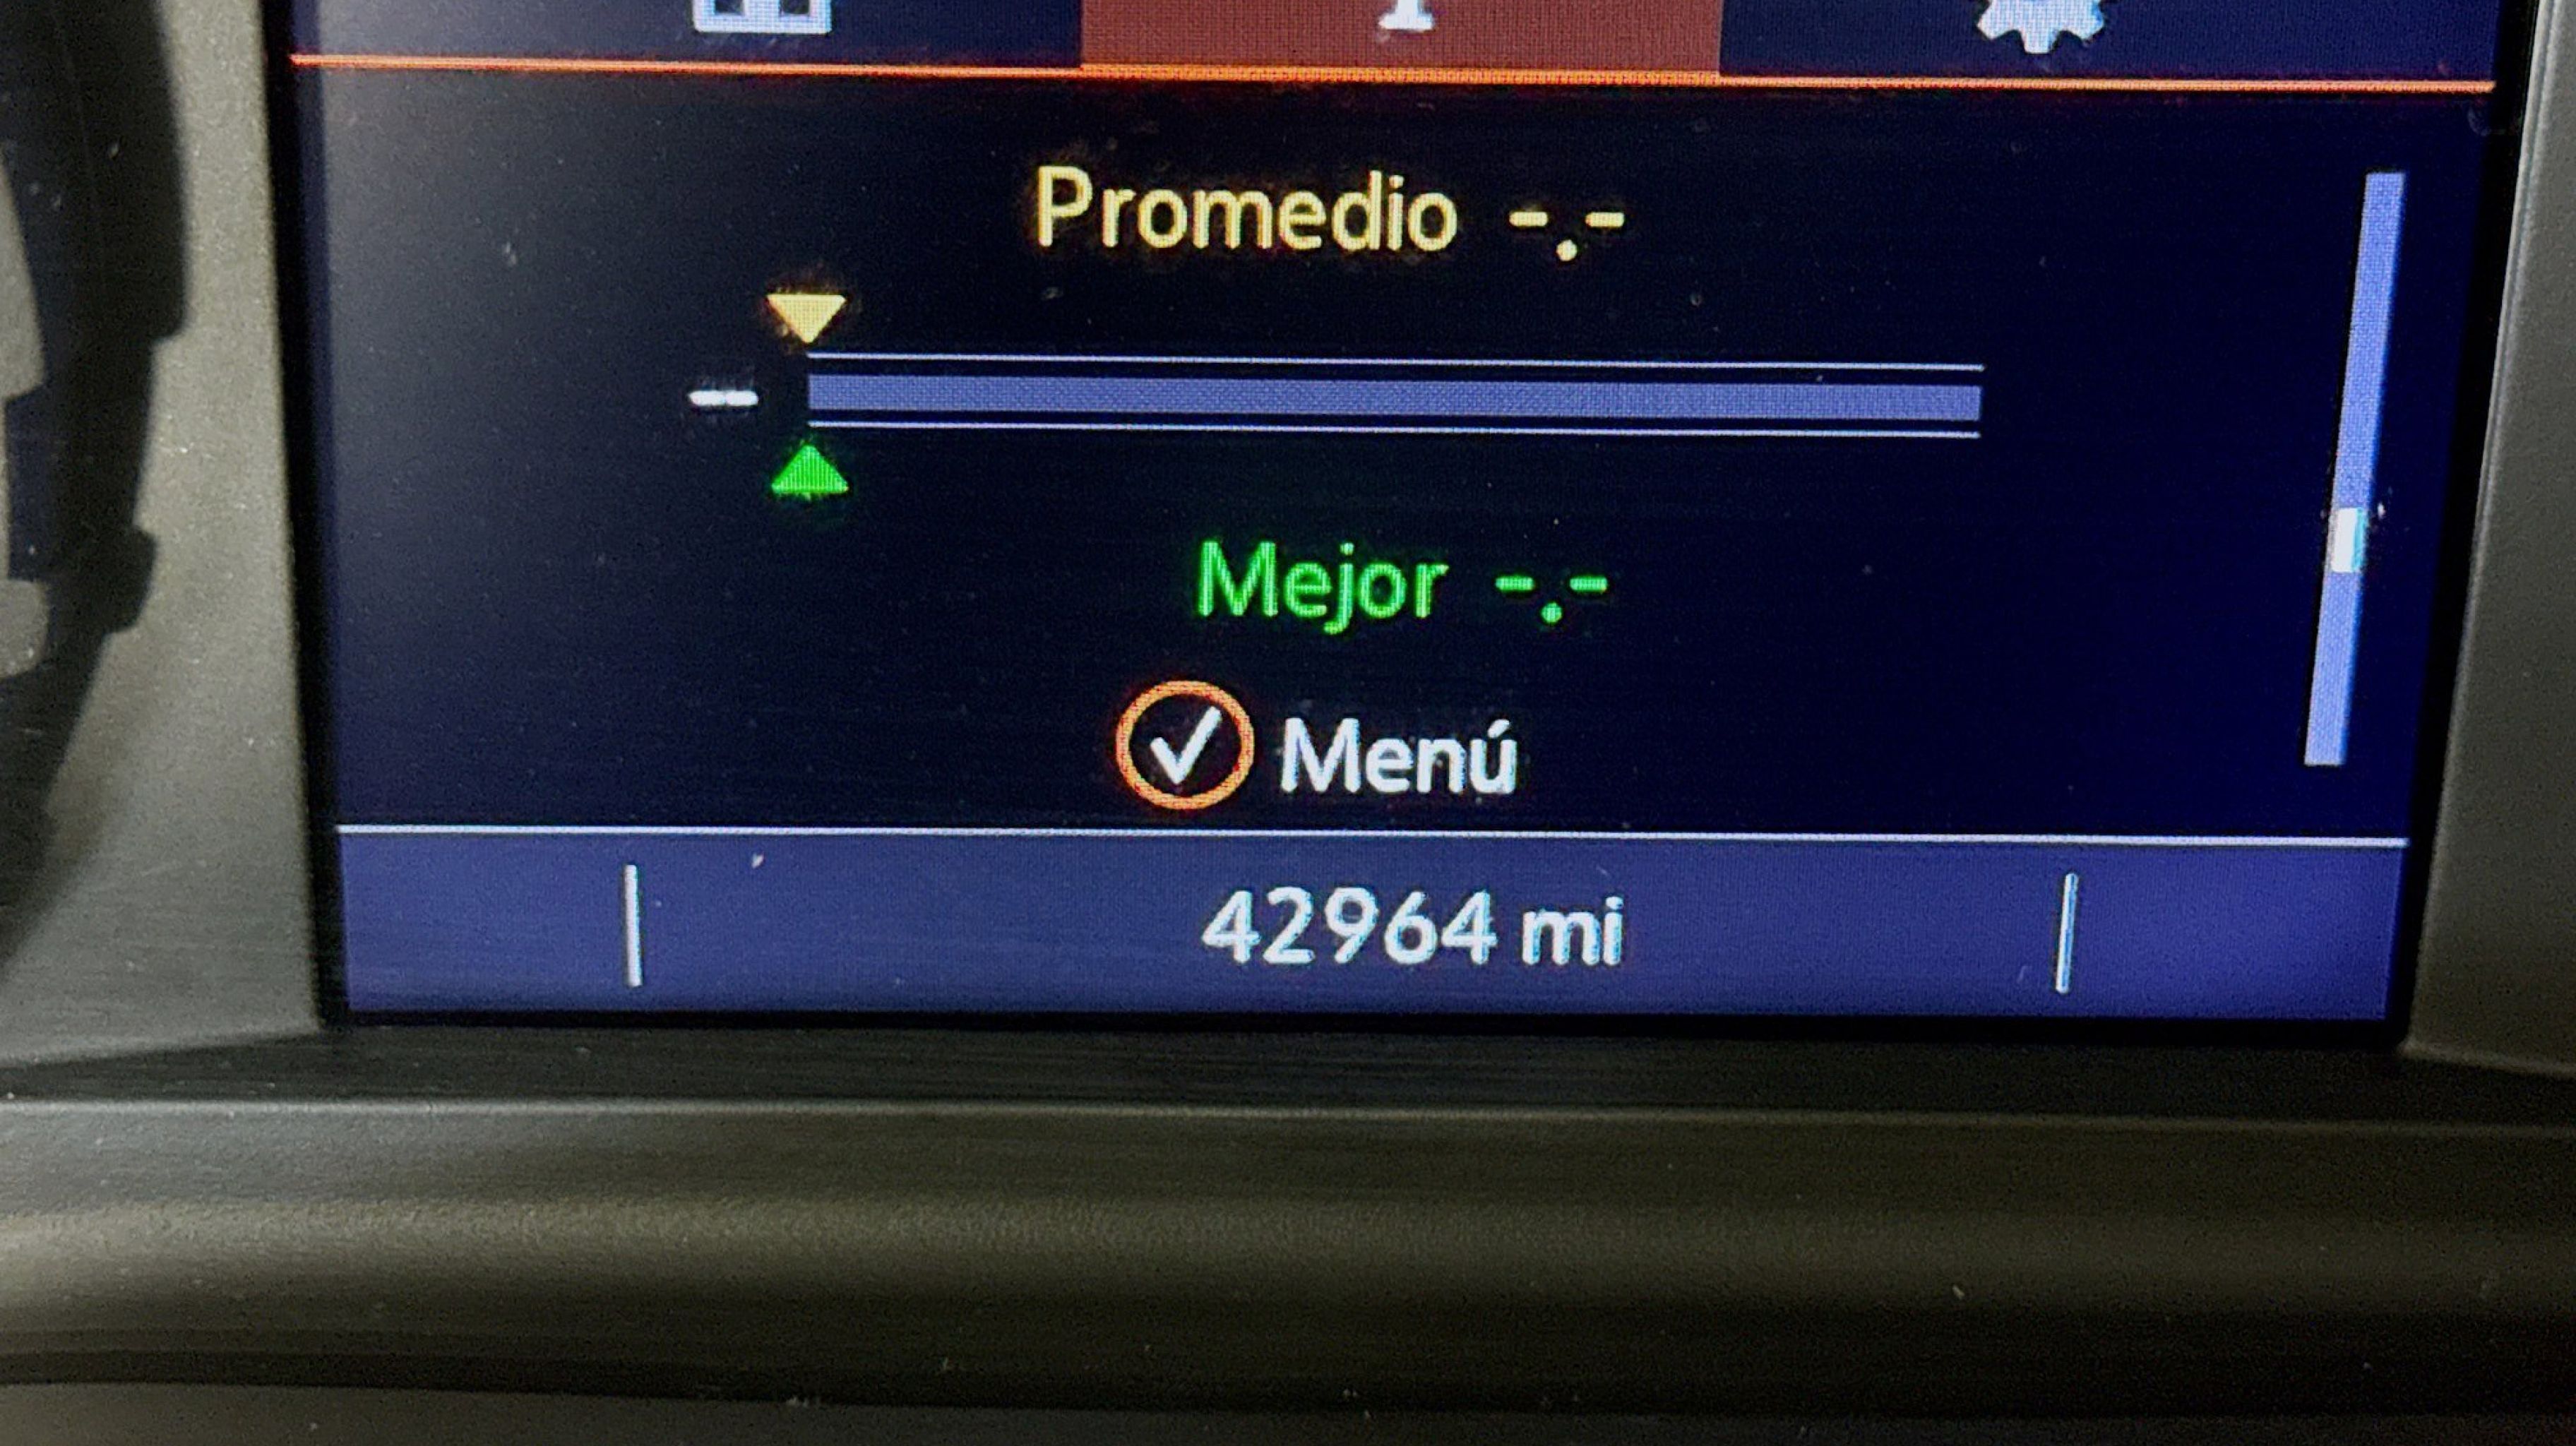 Promedio -.-
--
Mejor -.-
Menú
42964 mi